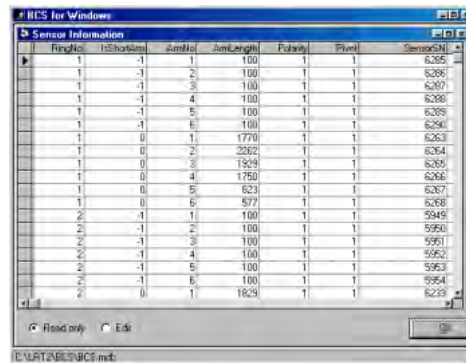 BCS for Windows
Sensor Information
RingNo IsShortArm ArmNo ArmLength Polarity Pivot SensorSN
1 -1 1 100 1 1 6285
1 -1 2 100 1 1 6286
1 -1 3 100 1 1 6287
1 -1 4 100 1 1 6288
1 -1 5 100 1 1 6289
1 -1 6 100 1 1 6290
1 0 1 1770 1 1 6263
1 0 2 2262 1 1 6264
1 0 3 1929 1 1 6265
1 0 4 1750 1 1 6266
1 0 5 623 1 1 6267
1 0 6 577 1 1 6268
2 -1 1 100 1 1 5949
2 -1 2 100 1 1 5950
2 -1 3 100 1 1 5951
2 -1 4 100 1 1 5952
2 -1 5 100 1 1 5953
2 -1 6 100 1 1 5954
2 0 1 1829 1 1 6233
Read only Edit